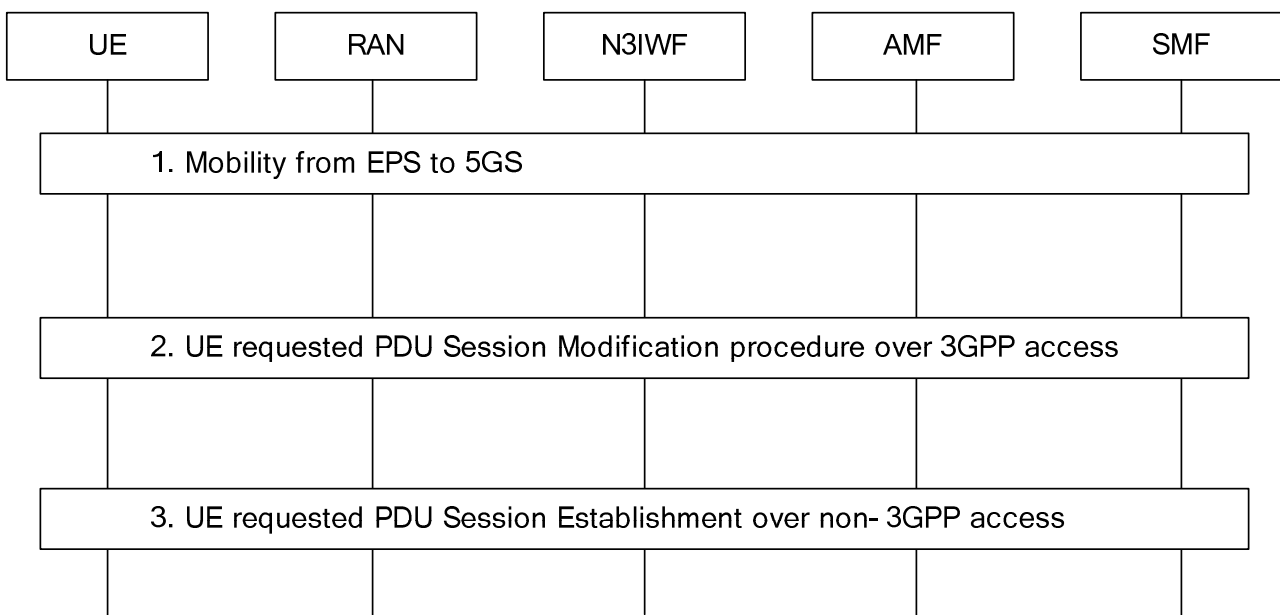 UE
RAN
N3IWF
AMF
SMF
1. Mobility from EPS to 5GS
2. UE requested PDU Session Modification procedure over 3GPP access
3. UE requested PDU Session Establishment over non- 3GPP access